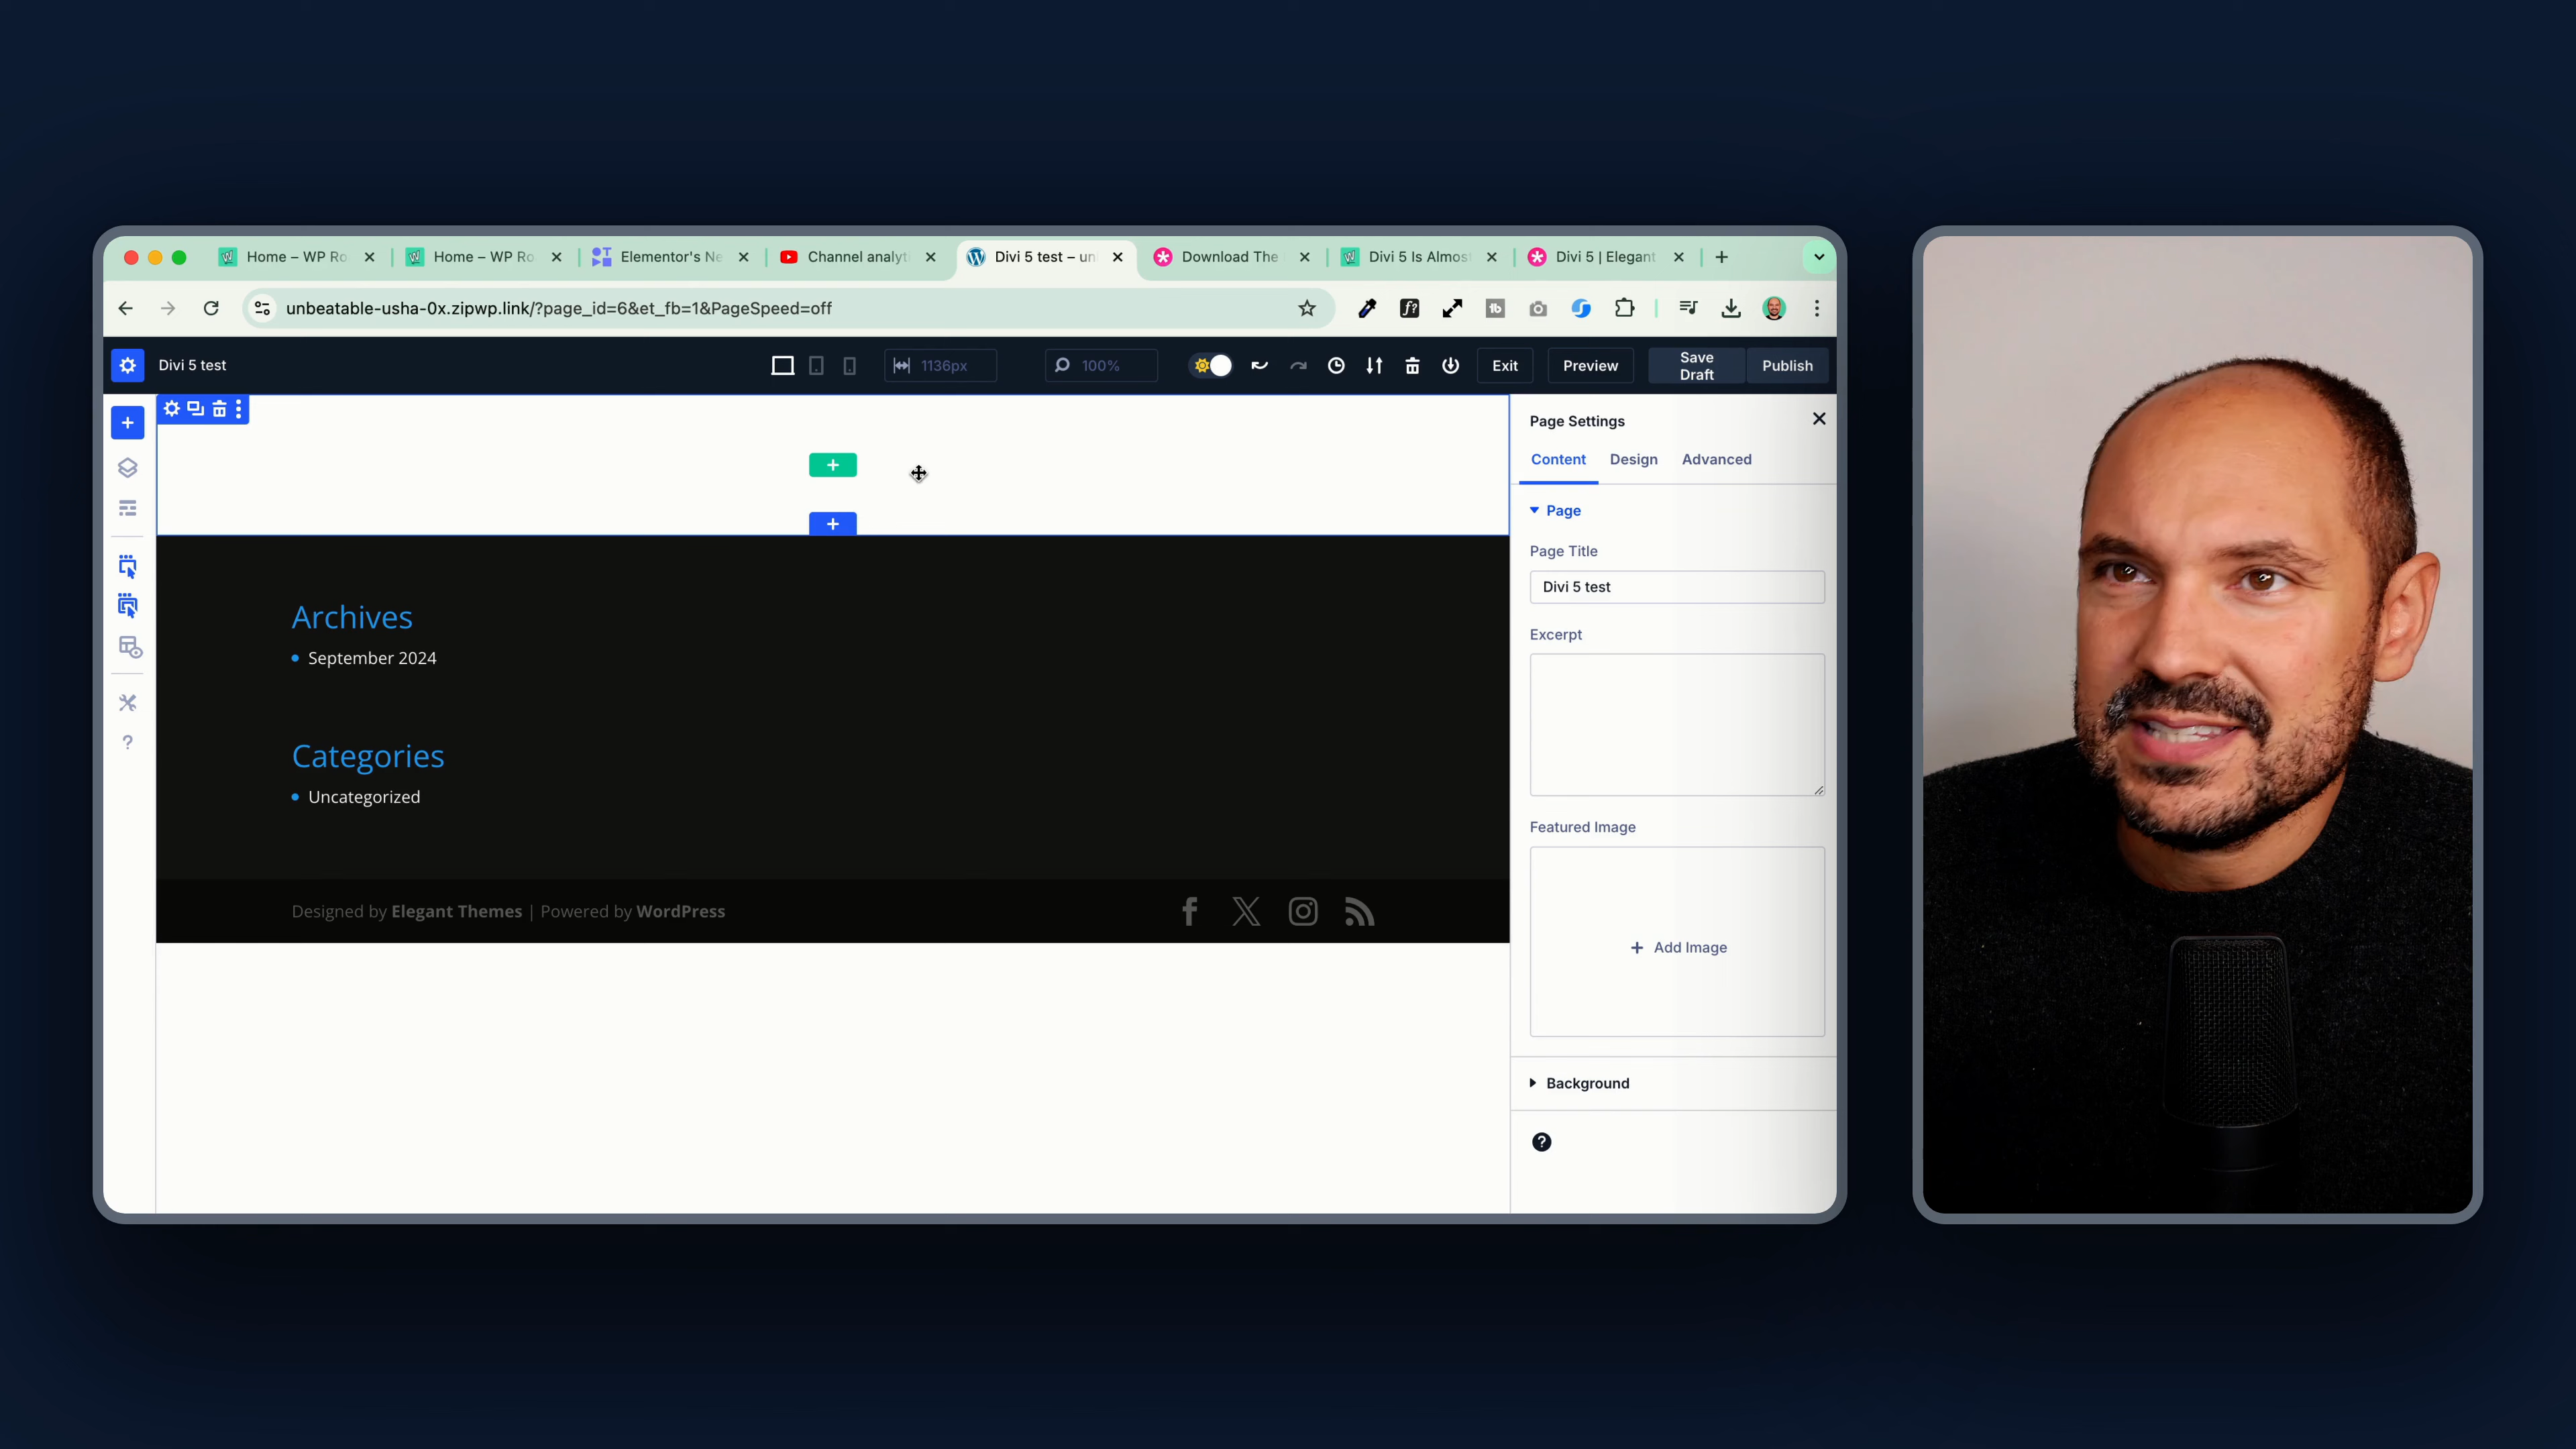 Home – WP Ro
Home – WP Ro
Elementor's Ne
Channel analyt
Divi 5 test – un
Download The
Divi 5 Is Almos
Divi 5 | Elegant
unbeatable-usha-0x.zipwp.link/?page_id=6&et_fb=1&PageSpeed=off
Divi 5 test
1136px
100%
Exit
Preview
Save
Draft
Publish
Page Settings
Content Design Advanced
Page
Page Title
Divi 5 test
Excerpt
Featured Image
+ Add Image
Background
Archives
September 2024
Categories
Uncategorized
Designed by Elegant Themes | Powered by WordPress